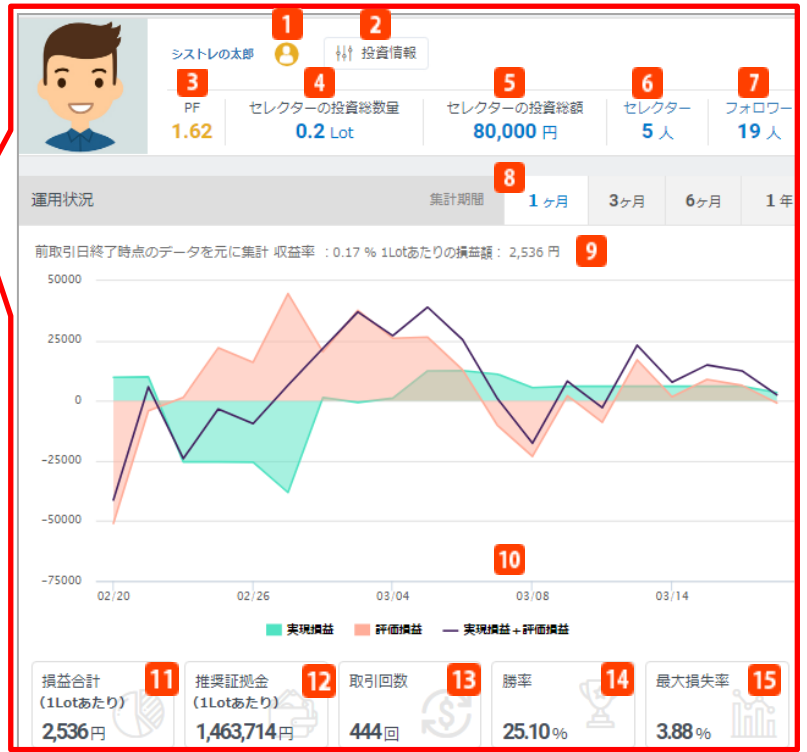 1 2
システトレの太郎 投資情報
3 4 5 6 7
PF セレクターの投資総数量 セレクターの投資総額 セレクター フォロワー
1.62 0.2 Lot 80,000 円 5 人 19 人
8
運用状況 集計期間 1 ヶ月 3ヶ月 6ヶ月 1 年
前取引日終了時点のデータを元に集計 収益率 : 0.17 % 1Lotあたりの損益額: 2,536 円 9
50000
25000
0
-25000
-50000
10
-75000
02/20 02/26 03/04 03/08 03/14
実現損益 評価損益 実現損益+評価損益
11 12 13 14 15
損益合計 推奨証拠金 取引回数 勝率 最大損失率
(1Lotあたり) (1Lotあたり)
2,536円 1,463,714円 444回 25.10% 3.88%